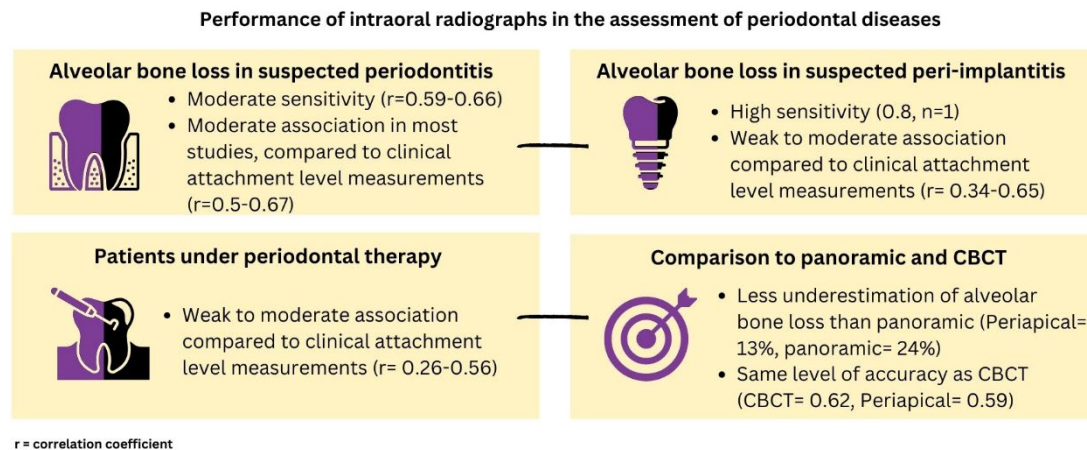 Performance of intraoral radiographs in the assessment of periodontal diseases
Alveolar bone loss in suspected periodontitis
• Moderate sensitivity (r=0.59-0.66)
• Moderate association in most
studies, compared to clinical
attachment level measurements
(r=0.5-0.67)
Alveolar bone loss in suspected peri-implantitis
• High sensitivity (0.8, n=1)
• Weak to moderate association
compared to clinical attachment
level measurements (r= 0.34-0.65)
Patients under periodontal therapy
• Weak to moderate association
compared to clinical attachment
level measurements (r= 0.26-0.56)
Comparison to panoramic and CBCT
• Less underestimation of alveolar
bone loss than panoramic (Periapical=
13%, panoramic= 24%)
• Same level of accuracy as CBCT
(CBCT= 0.62, Periapical= 0.59)
r = correlation coefficient